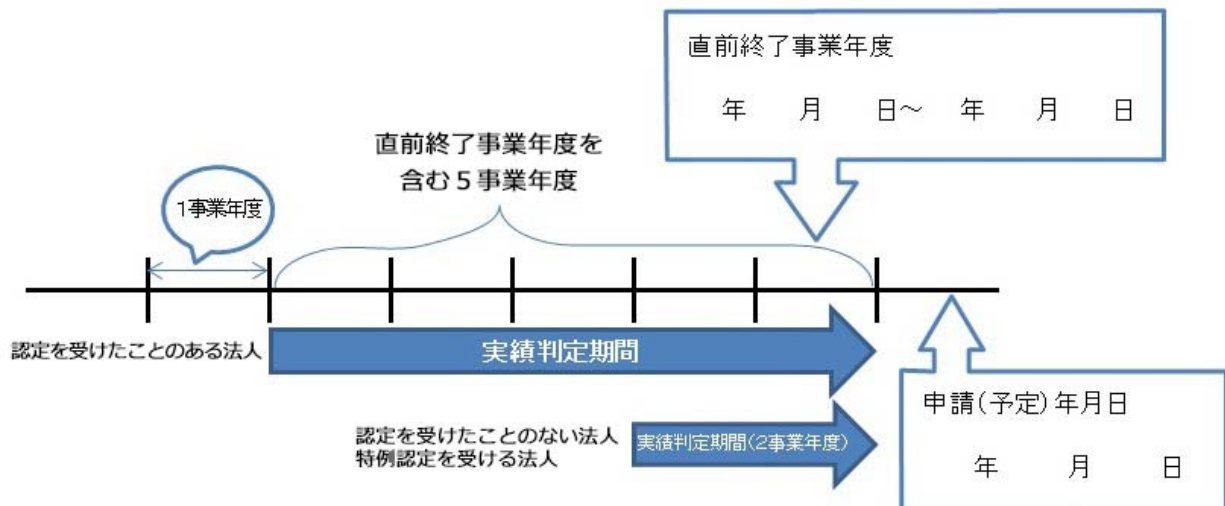 直前終了事業年度
年 月 日～ 年 月 日
直前終了事業年度を
含む５事業年度
1事業年度
認定を受けたことのある法人
実績判定期間
認定を受けたことのない法人
特例認定を受ける法人
実績判定期間(2事業年度)
申請(予定)年月日
年 月 日